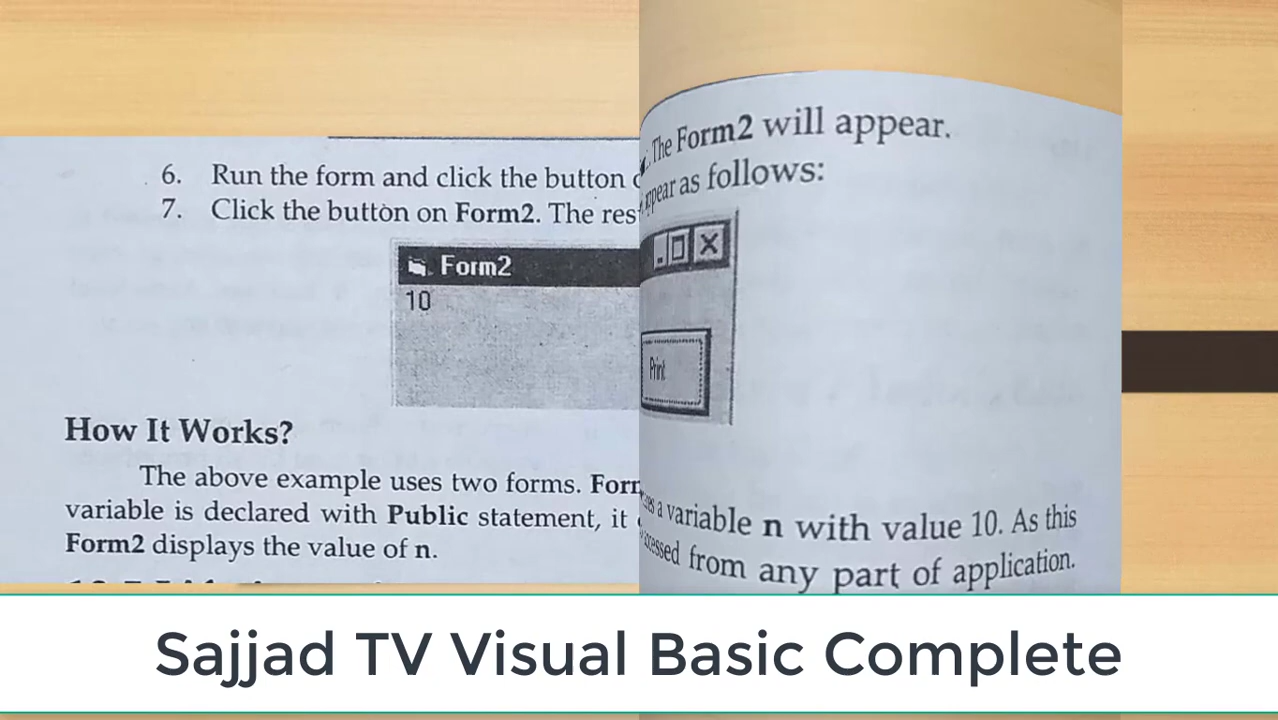 6. Run the form and click the button The Form2 will appear.
7. Click the button on Form2. The res appear as follows:
Form2
10
Print
How It Works?
The above example uses two forms. Form a variable n with value 10. As this
variable is declared with Public statement, it from any part of application.
Form2 displays the value of n.
Sajjad TV Visual Basic Complete